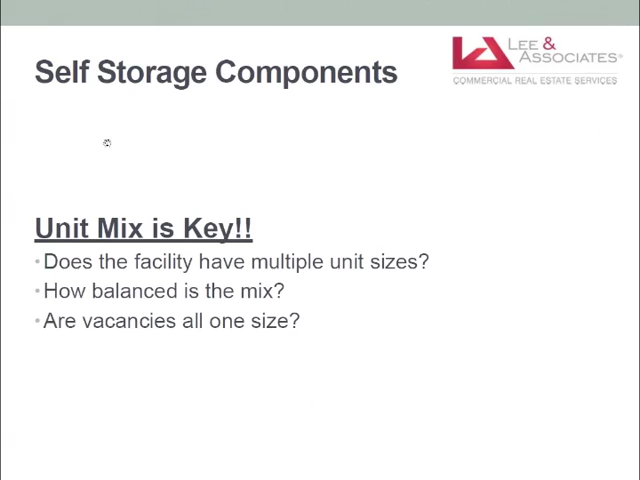 Self Storage Components
LEE &
ASSOCIATES
COMMERCIAL REAL ESTATE SERVICES
Unit Mix is Key!!
• Does the facility have multiple unit sizes?
• How balanced is the mix?
• Are vacancies all one size?